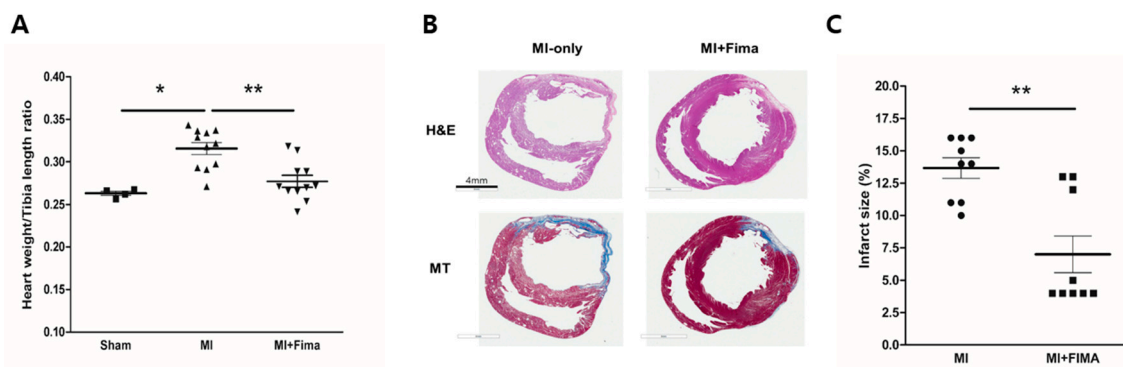 A
Heart weight/Tibia length ratio
0.40
0.35
0.30
0.25
0.20
0.15
0.10
*
**
Sham
MI
MI+Fima
B
MI-only
MI+Fima
H&E
4mm
MT
C
Infarct size (%)
20.0
17.5
15.0
12.5
10.0
7.5
5.0
2.5
0.0
**
MI
MI+FIMA